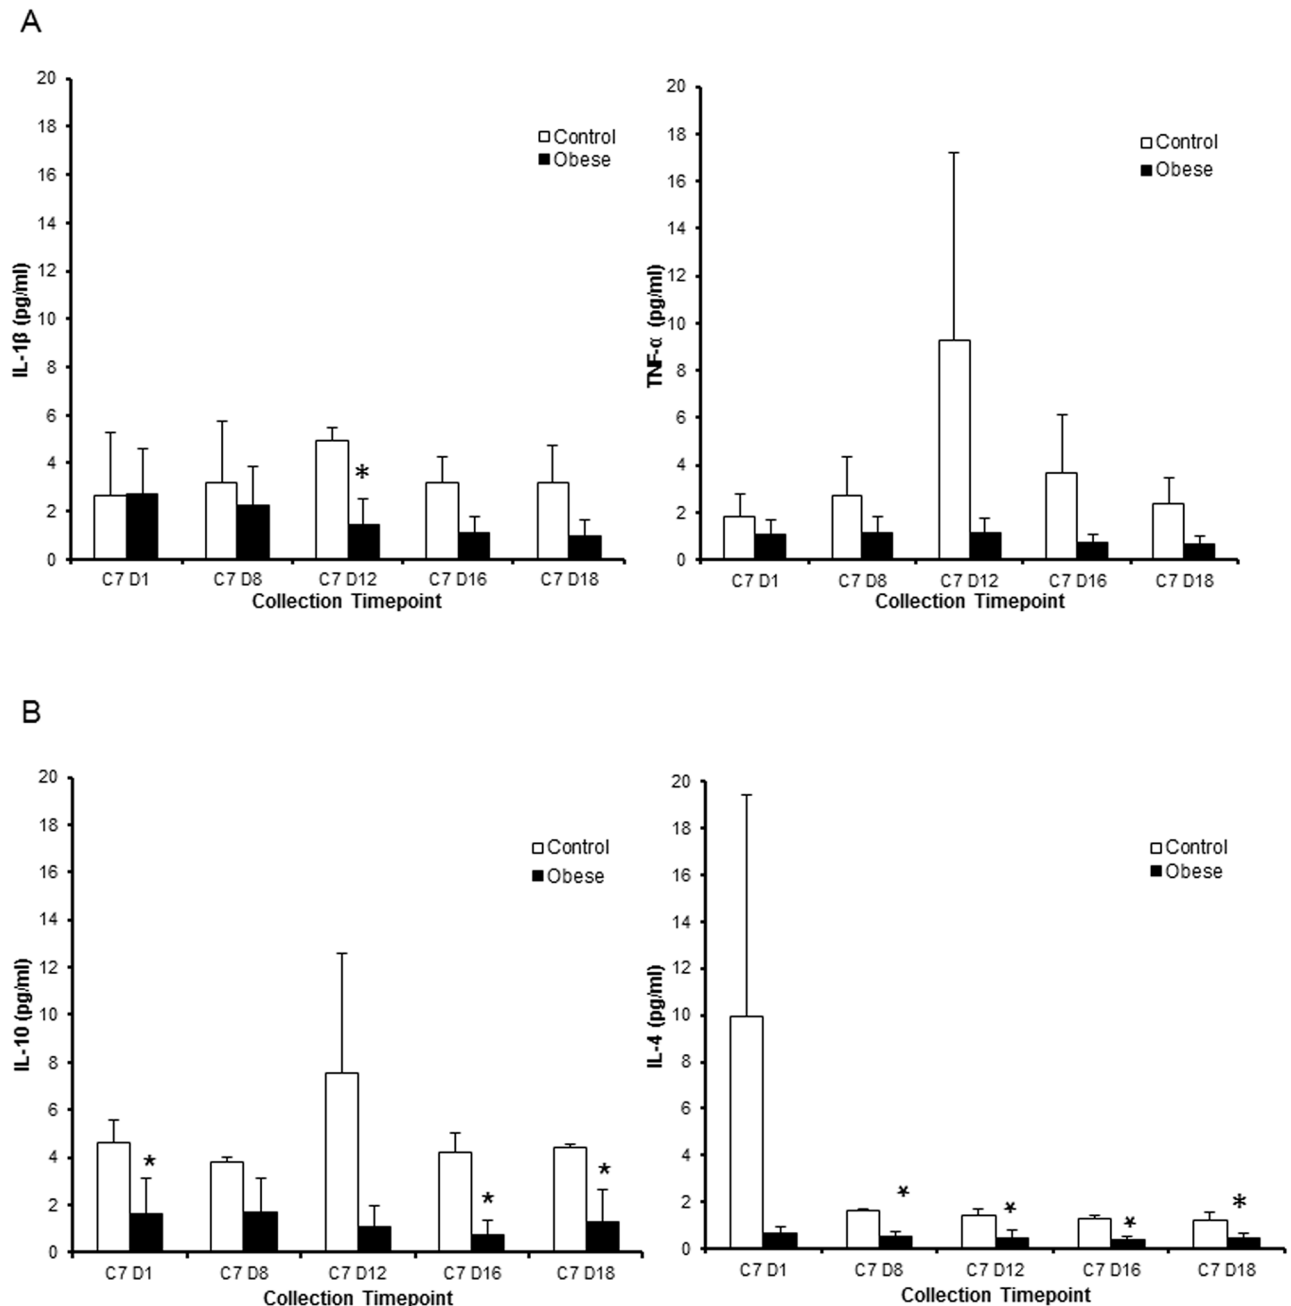 A
IL-1β (pg/ml)
20
18
16
14
12
10
8
6
4
2
0
Control
Obese
*
C7 D1 C7 D8 C7 D12 C7 D16 C7 D18
Collection Timepoint
TNF-α (pg/ml)
20
18
16
14
12
10
8
6
4
2
0
Control
Obese
C7 D1 C7 D8 C7 D12 C7 D16 C7 D18
Collection Timepoint
B
IL-10 (pg/ml)
20
18
16
14
12
10
8
6
4
2
0
Control
Obese
* * *
C7 D1 C7 D8 C7 D12 C7 D16 C7 D18
Collection Timepoint
IL-4 (pg/ml)
20
18
16
14
12
10
8
6
4
2
0
Control
Obese
* * * *
C7 D1 C7 D8 C7 D12 C7 D16 C7 D18
Collection Timepoint